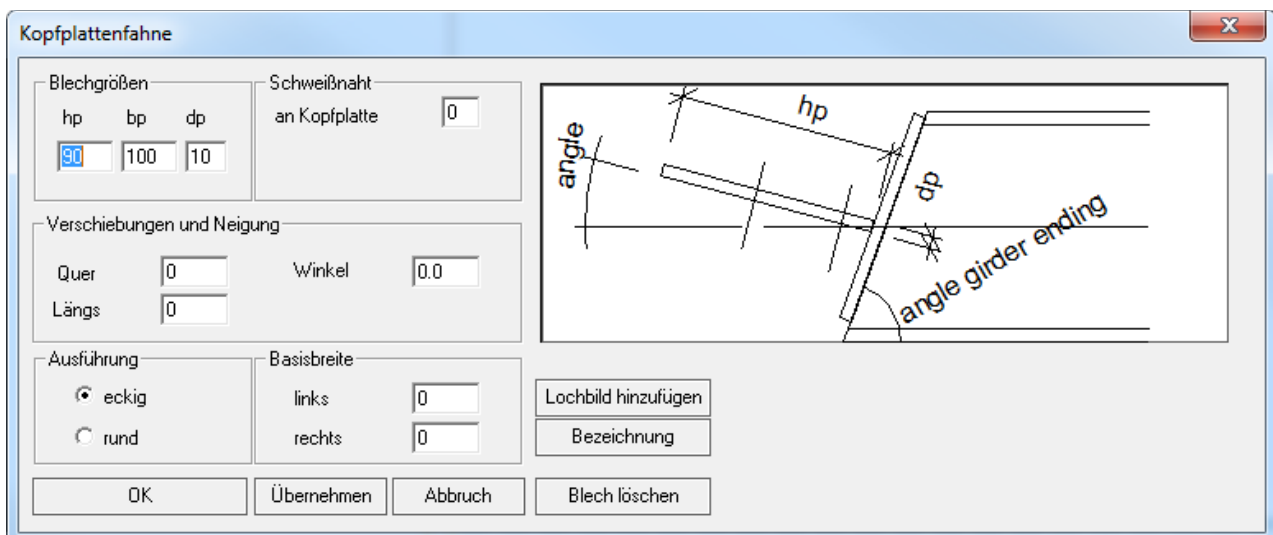 Kopfplattenfahne
Blechgrößen
hp bp dp
90 100 10
Schweißnaht
an Kopfplatte 0
Verschiebungen und Neigung
Quer 0 Winkel 0.0
Längs 0
Ausführung
eckig
rund
Basisbreite
links 0
rechts 0
hp
angle
dp
angle girder ending
Lochbild hinzufügen
Bezeichnung
OK Übernehmen Abbruch Blech löschen